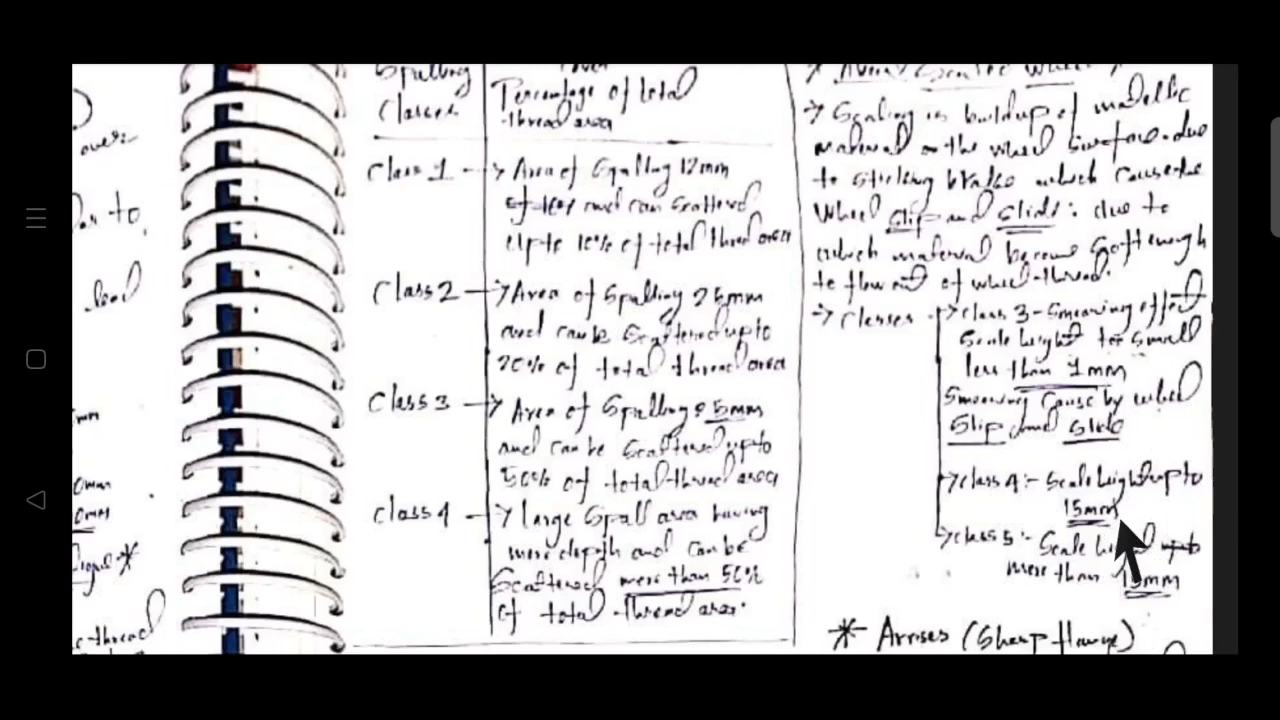 over:
Spalling
Classes
Percentage of total
thread area
Class 1 → Area of Spalling 12mm
and can Scattered
upto 10% of total thread area
Class 2 → Area of Spalling 25mm
and can be Scattered upto
20% of total thread area
Class 3 → Area of Spalling 25mm
and can be Scattered upto
50% of total thread area
Class 4 → large Spall area having
more depth and can be
Scattered more than 50%
of total thread area.
→ Scaling is buildup of metallic
material on the wheel Surface due
to sticking brake which cause the
Wheel Slip and Slide: due to
which material become Soft enough
to flow out of wheel thread.
→ Classes → Class 3 - Smearing effect
Scale height too Small
less than 1mm
Smearing cause by wheel
Slip and Slide
→ Class 4:- Scale height upto
15mm
→ Class 5:- Scale height
more than 15mm
* Arrises (Sharp flange)